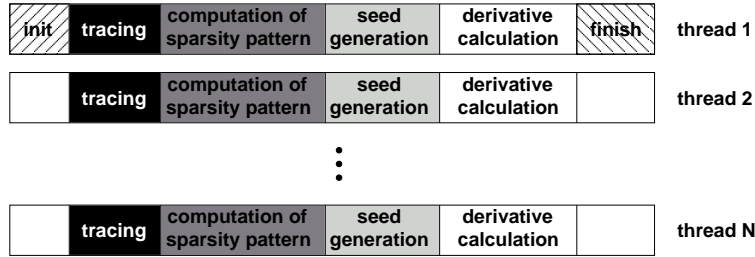 init tracing computation of sparsity pattern seed generation derivative calculation finish thread 1
tracing computation of sparsity pattern seed generation derivative calculation thread 2
tracing computation of sparsity pattern seed generation derivative calculation thread N